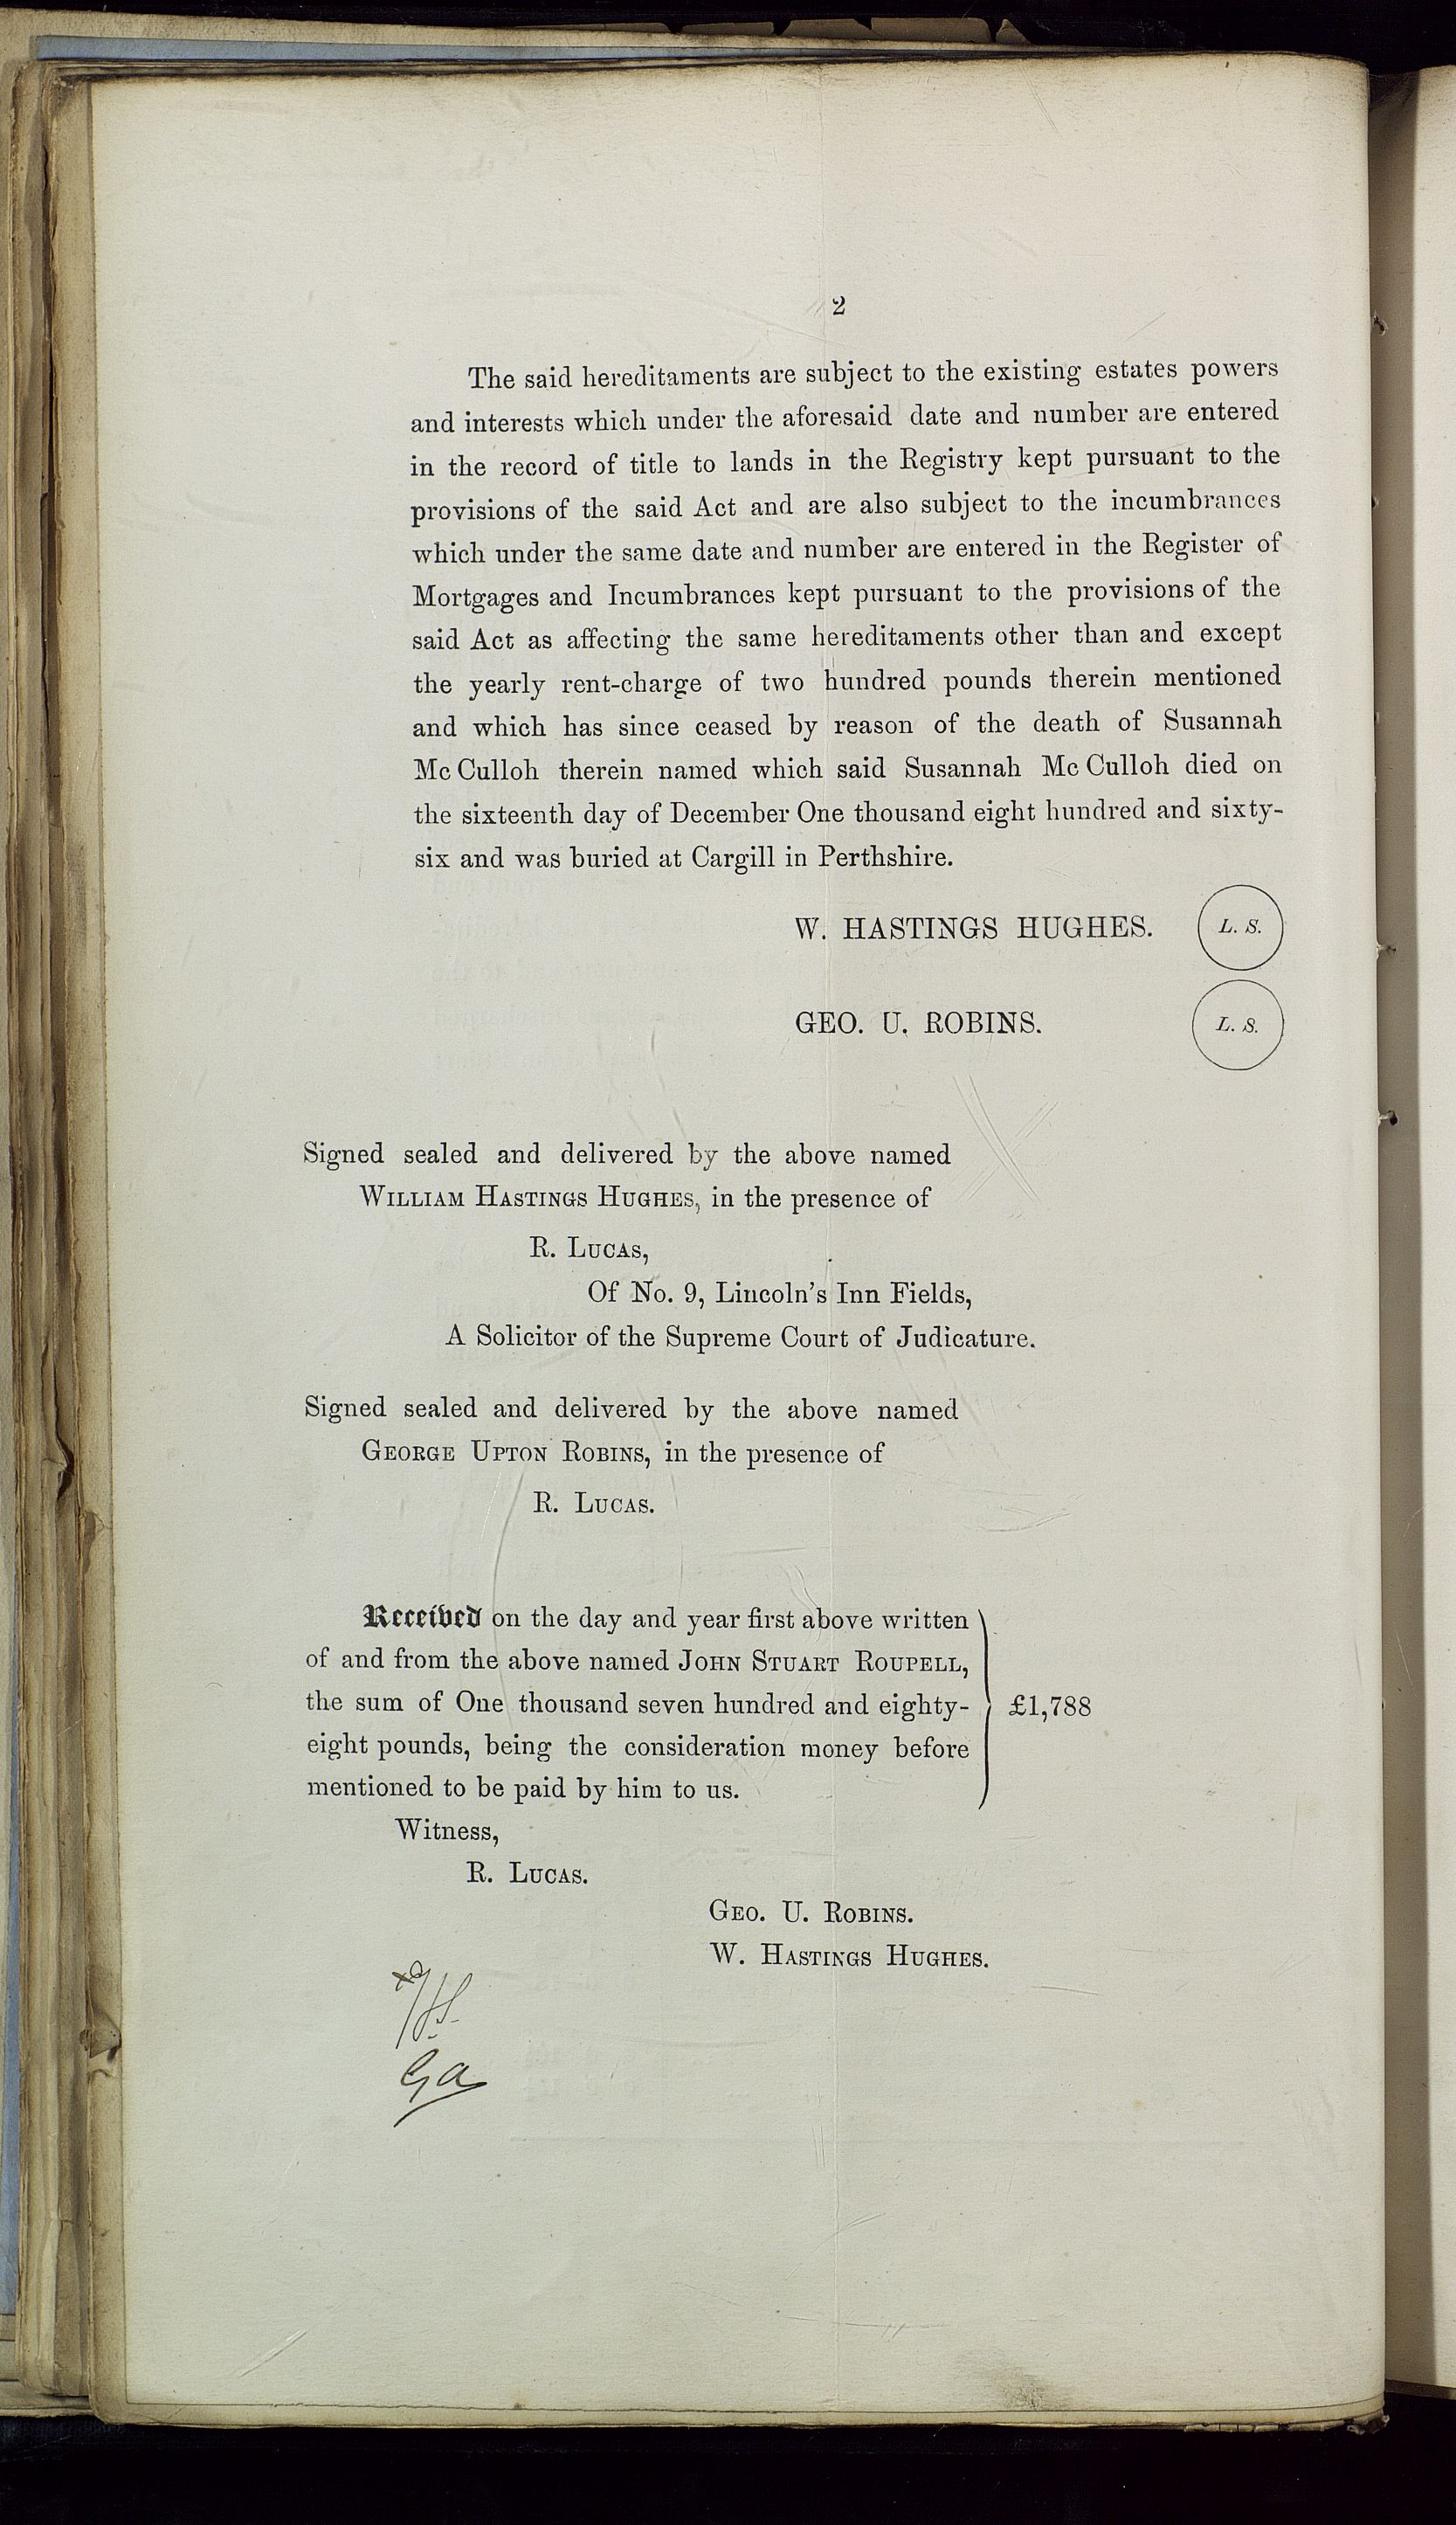 2
The said hereditaments are subject to the existing estates powers
and interests which under the aforesaid date and number are entered
in the record of title to lands in the Registry kept pursuant to the
provisions of the said Act and are also subject to the incumbrances
which under the same date and number are entered in the Register of
Mortgages and Incumbrances kept pursuant to the provisions of the
said Act as affecting the same hereditaments other than and except
the yearly rent-charge of two hundred pounds therein mentioned
and which has since ceased by reason of the death of Susannah
Mc Culloh therein named which said Susannah Mc Culloh died on
the sixteenth day of December One thousand eight hundred and sixty-
six and was buried at Cargill in Perthshire.
W. HASTINGS HUGHES. L. S.
GEO. U. ROBINS. L. S.
Signed sealed and delivered by the above named
WILLIAM HASTINGS HUGHES, in the presence of
R. LUCAS,
Of No. 9, Lincoln's Inn Fields,
A Solicitor of the Supreme Court of Judicature.
Signed sealed and delivered by the above named
GEORGE UPTON ROBINS, in the presence of
R. LUCAS.
Received on the day and year first above written
of and from the above named JOHN STUART ROUPELL,
the sum of One thousand seven hundred and eighty-
£1,788
eight pounds, being the consideration money before
mentioned to be paid by him to us.
Witness,
R. LUCAS.
GEO. U. ROBINS.
W. HASTINGS HUGHES.